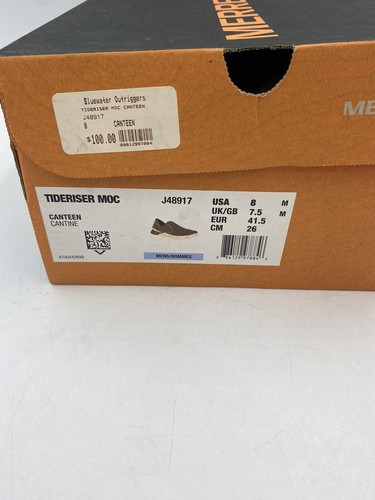 MERRE
Bluewater Outriggers
TIDERISER MOC CANTEEN
J48917
8 CANTEEN
$100.00
ME
TIDERISER MOC J48917
CANTEEN
CANTINE
MENS/HOMMES
USA 8 M
UK/GB 7.5 M
EUR 41.5
CM 26